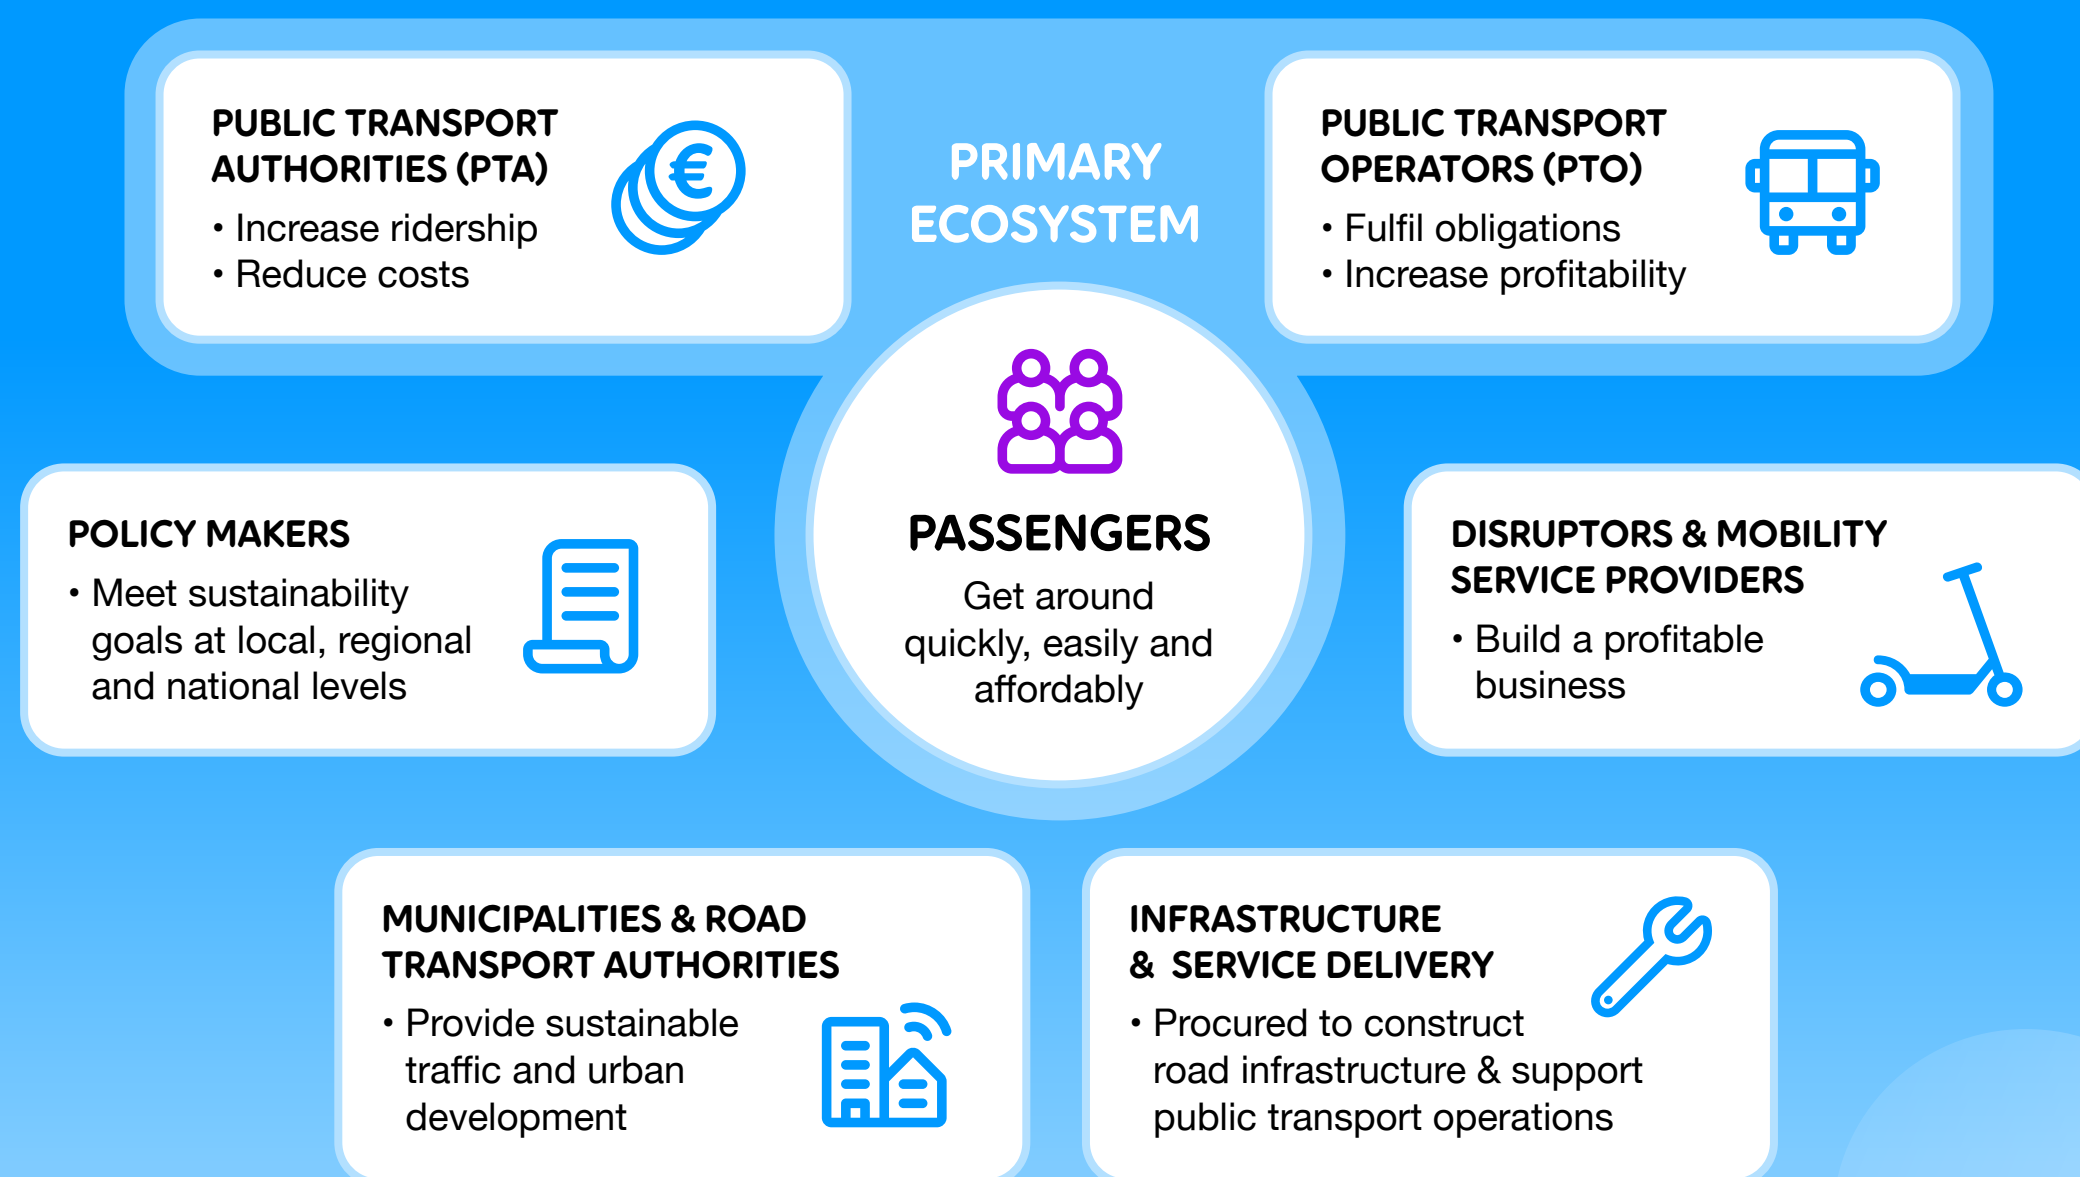 PUBLIC TRANSPORT
AUTHORITIES (PTA)
• Increase ridership
• Reduce costs
€
PRIMARY
ECOSYSTEM
PUBLIC TRANSPORT
OPERATORS (PTO)
• Fulfil obligations
• Increase profitability
POLICY MAKERS
• Meet sustainability
goals at local, regional
and national levels
PASSENGERS
Get around
quickly, easily and
affordably
DISRUPTORS & MOBILITY
SERVICE PROVIDERS
• Build a profitable
business
MUNICIPALITIES & ROAD
TRANSPORT AUTHORITIES
• Provide sustainable
traffic and urban
development
INFRASTRUCTURE
& SERVICE DELIVERY
• Procured to construct
road infrastructure & support
public transport operations